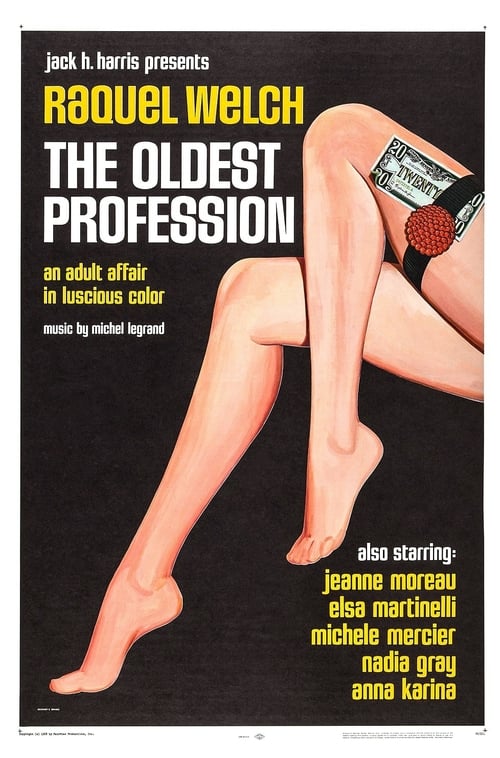 jack h. harris presents
RAQUEL WELCH
THE OLDEST
PROFESSION
an adult affair
in luscious color
music by michel legrand
20
TWENTY
20
also starring:
jeanne moreau
elsa martinelli
michele mercier
nadia gray
anna karina